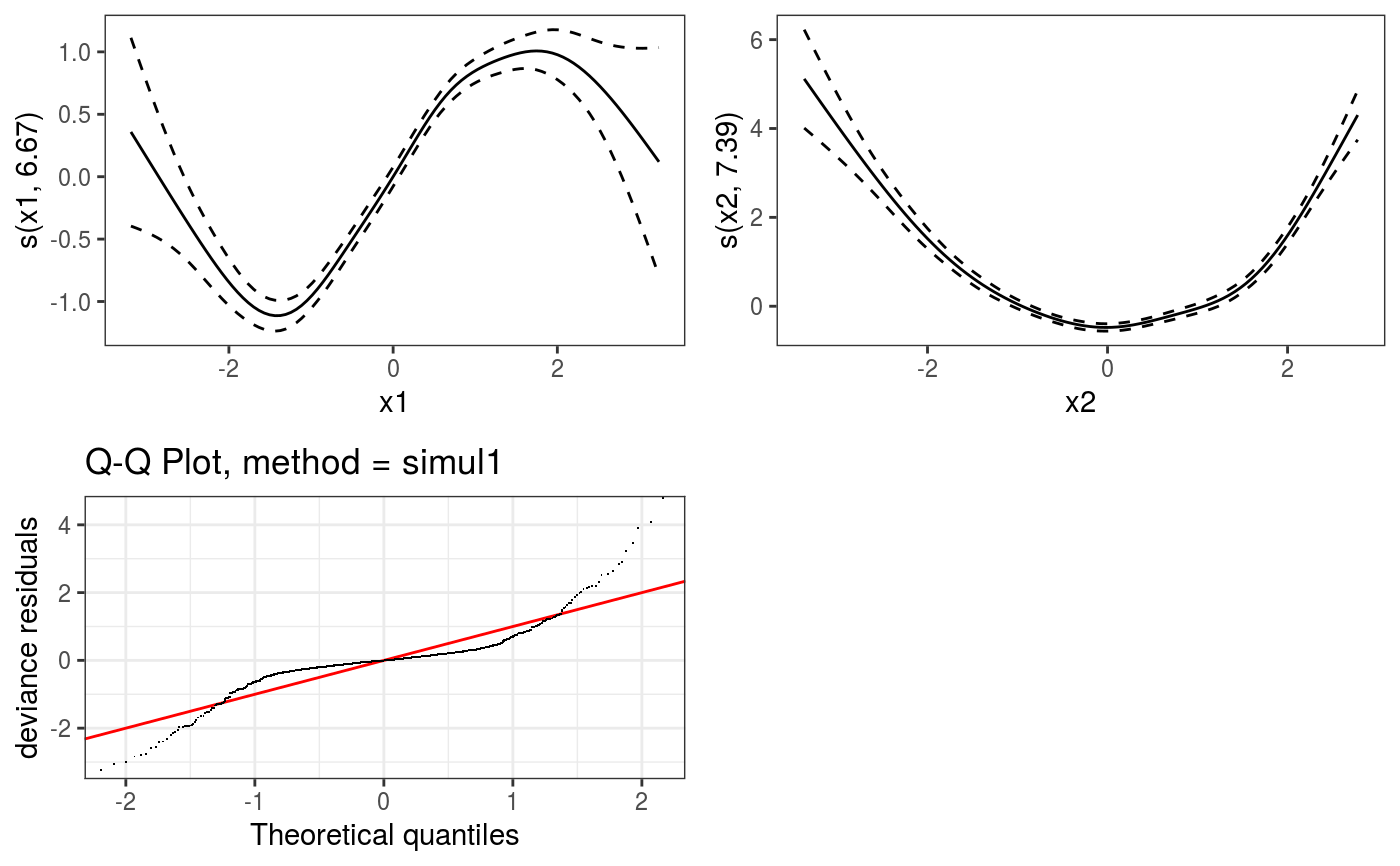 1.0
0.5
0.0
-0.5
-1.0
s(x1, 6.67)
-2 0 2
x1
6
4
2
0
s(x2, 7.39)
-2 0 2
x2
Q-Q Plot, method = simul1
4
2
0
-2
deviance residuals
-2 -1 0 1 2
Theoretical quantiles